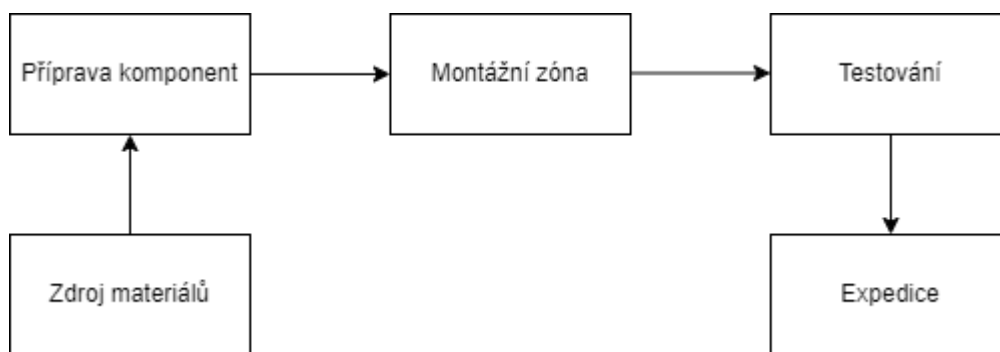 Příprava komponent
Montážní zóna
Testování
Zdroj materiálů
Expedice